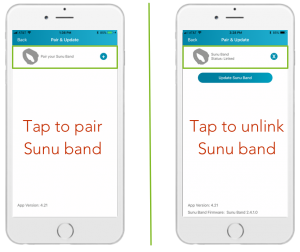 Back Pair & Update
Pair your Sunu Band
Tap to pair
Sunu band
App Version: 4.21
Back Pair & Update
Sunu Band
Status: Linked
Update Sunu Band
Tap to unlink
Sunu band
App Version: 4.21